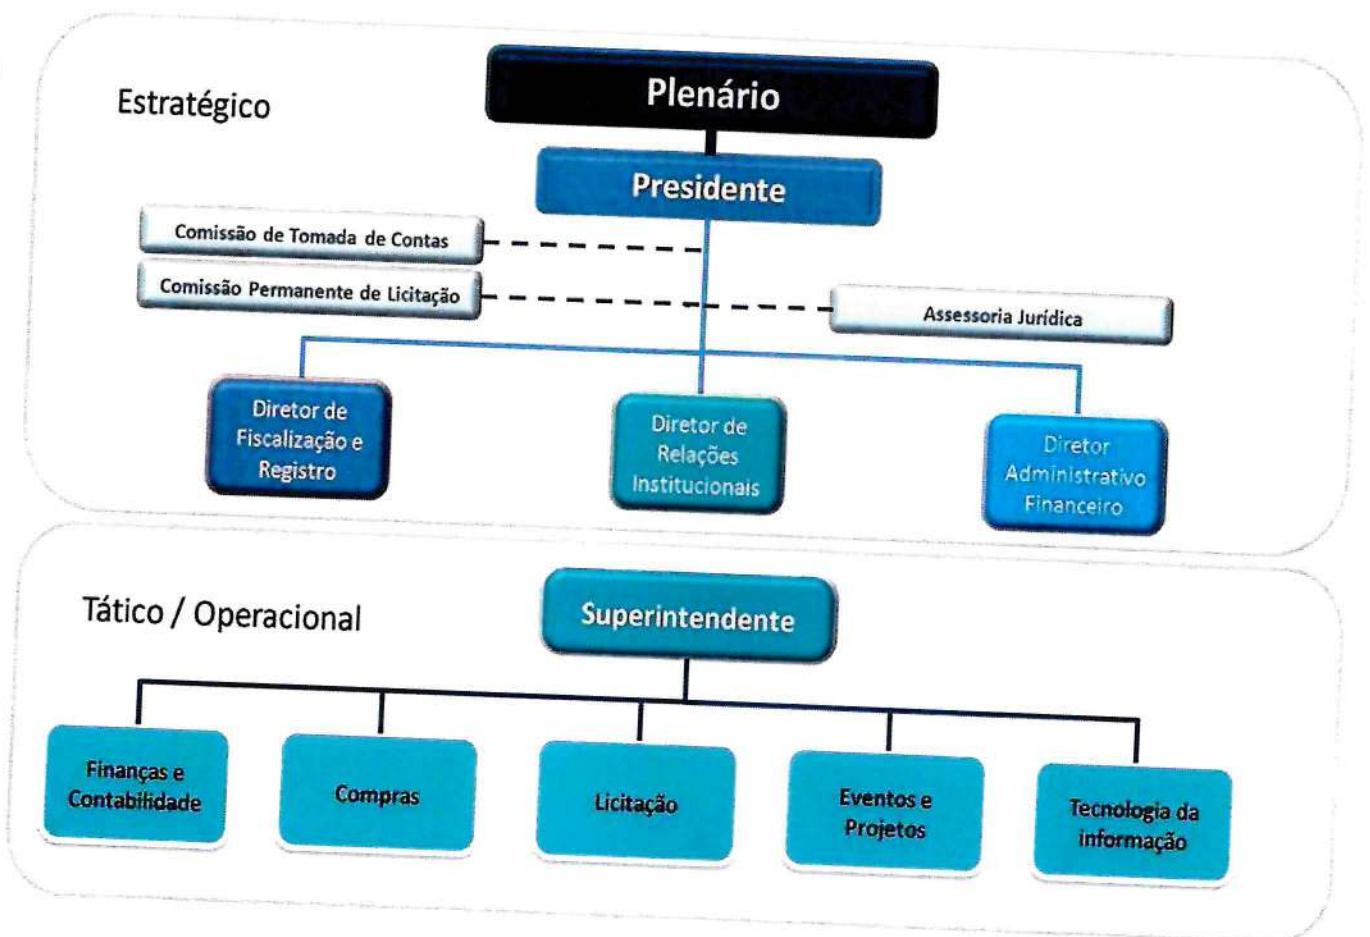 Estratégico
Plenário
Presidente
Comissão de Tomada de Contas
Comissão Permanente de Licitação
Assessoria Jurídica
Diretor de
Fiscalização e
Registro
Diretor de
Relações
Institucionais
Diretor
Administrativo
Financeiro
Tático / Operacional
Superintendente
Finanças e
Contabilidade
Compras
Licitação
Eventos e
Projetos
Tecnologia da
informação